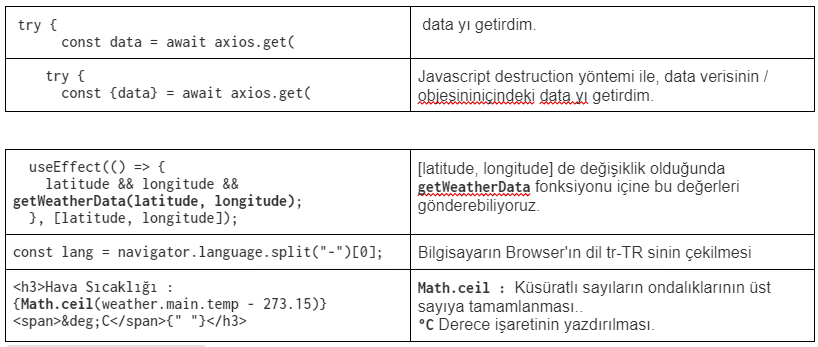 try {
const data = await axios.get(
data yı getirdim.
try {
const {data} = await axios.get(
Javascript destruction yöntemi ile, data verisinin /
objesininiçindeki data yı getirdim.
useEffect(() => {
latitude && longitude &&
getWeatherData(latitude, longitude);
}, [latitude, longitude]);
[latitude, longitude] de değişiklik olduğunda
getWeatherData fonksiyonu içine bu değerleri
gönderebiliyoruz.
const lang = navigator.language.split("-")[0];
Bilgisayarın Browser'ın dil tr-TR sinin çekilmesi
<h3>Hava Sıcaklığı :
{Math.ceil(weather.main.temp - 273.15)}
<span>&deg;C</span>{" "}</h3>
Math.ceil : Küsüratlı sayıların ondalıklarının üst
sayıya tamamlanması..
°C Derece işaretinin yazdırılması.